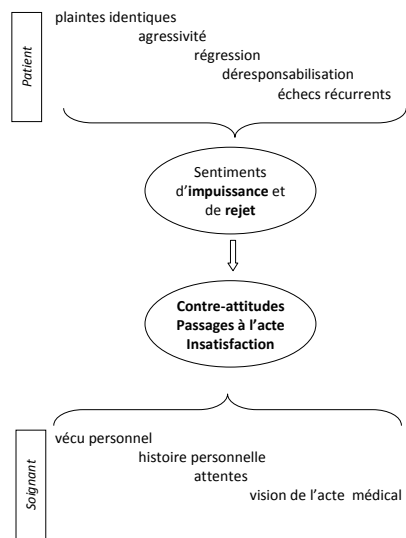 Patient
plaintes identiques
agressivité
régression
déresponsabilisation
échecs récurrents
Sentiments
d'impuissance et
de rejet
Contre-attitudes
Passages à l'acte
Insatisfaction
Soignant
vécu personnel
histoire personnelle
attentes
vision de l'acte médical